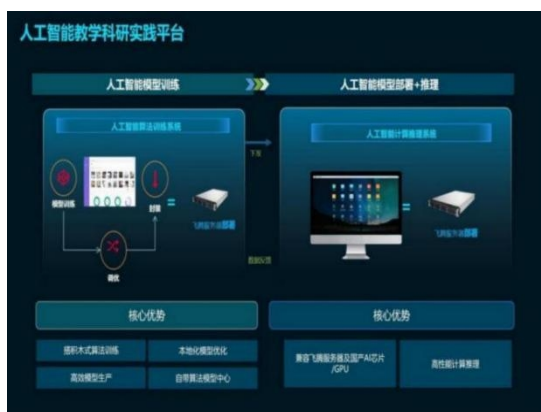 人工智能教学科研实践平台
人工智能模型训练
人工智能模型部署+推理
人工智能算法训练系统
人工智能计算推理系统
下发
模型训练
封装
飞腾服务器部署
飞腾服务器部署
调优
数据反馈
核心优势
核心优势
搭积木式算法训练
本地化模型优化
兼容飞腾服务器及国产AI芯片
/GPU
高性能计算推理
高效模型生产
自带算法模型中心